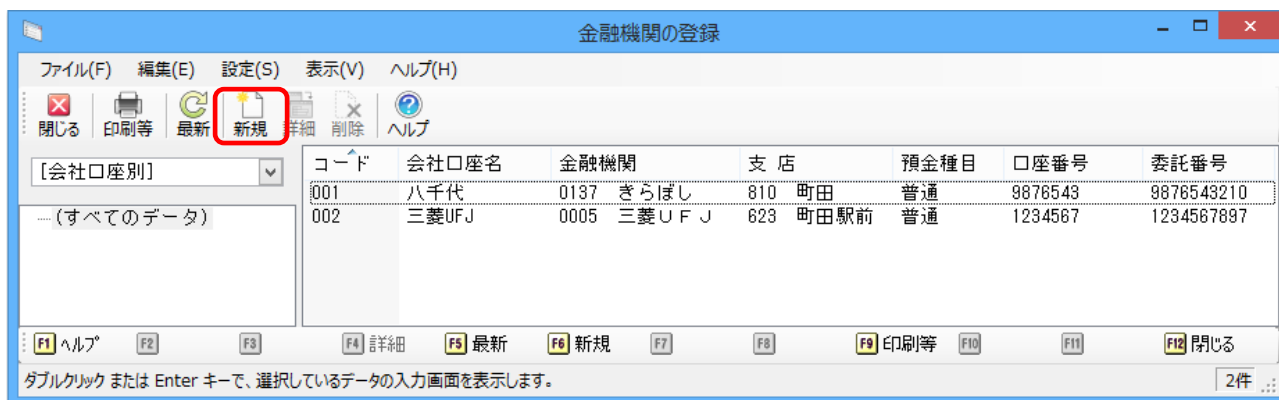 金融機関の登録
ファイル(F) 編集(E) 設定(S) 表示(V) ヘルプ(H)
閉じる 印刷等 最新 新規 詳細 削除 ヘルプ
[会社口座別]
(すべてのデータ)
コード 会社口座名 金融機関 支 店 預金種目 口座番号 委託番号
001 八千代 0137 きらぼし 810 町田 普通 9876543 9876543210
002 三菱UFJ 0005 三菱ＵＦＪ 623 町田駅前 普通 1234567 1234567897
F1 ヘルプ F2 F3 F4 詳細 F5 最新 F6 新規 F7 F8 F9 印刷等 F10 F11 F12 閉じる
ダブルクリック または Enter キーで、選択しているデータの入力画面を表示します。 2件